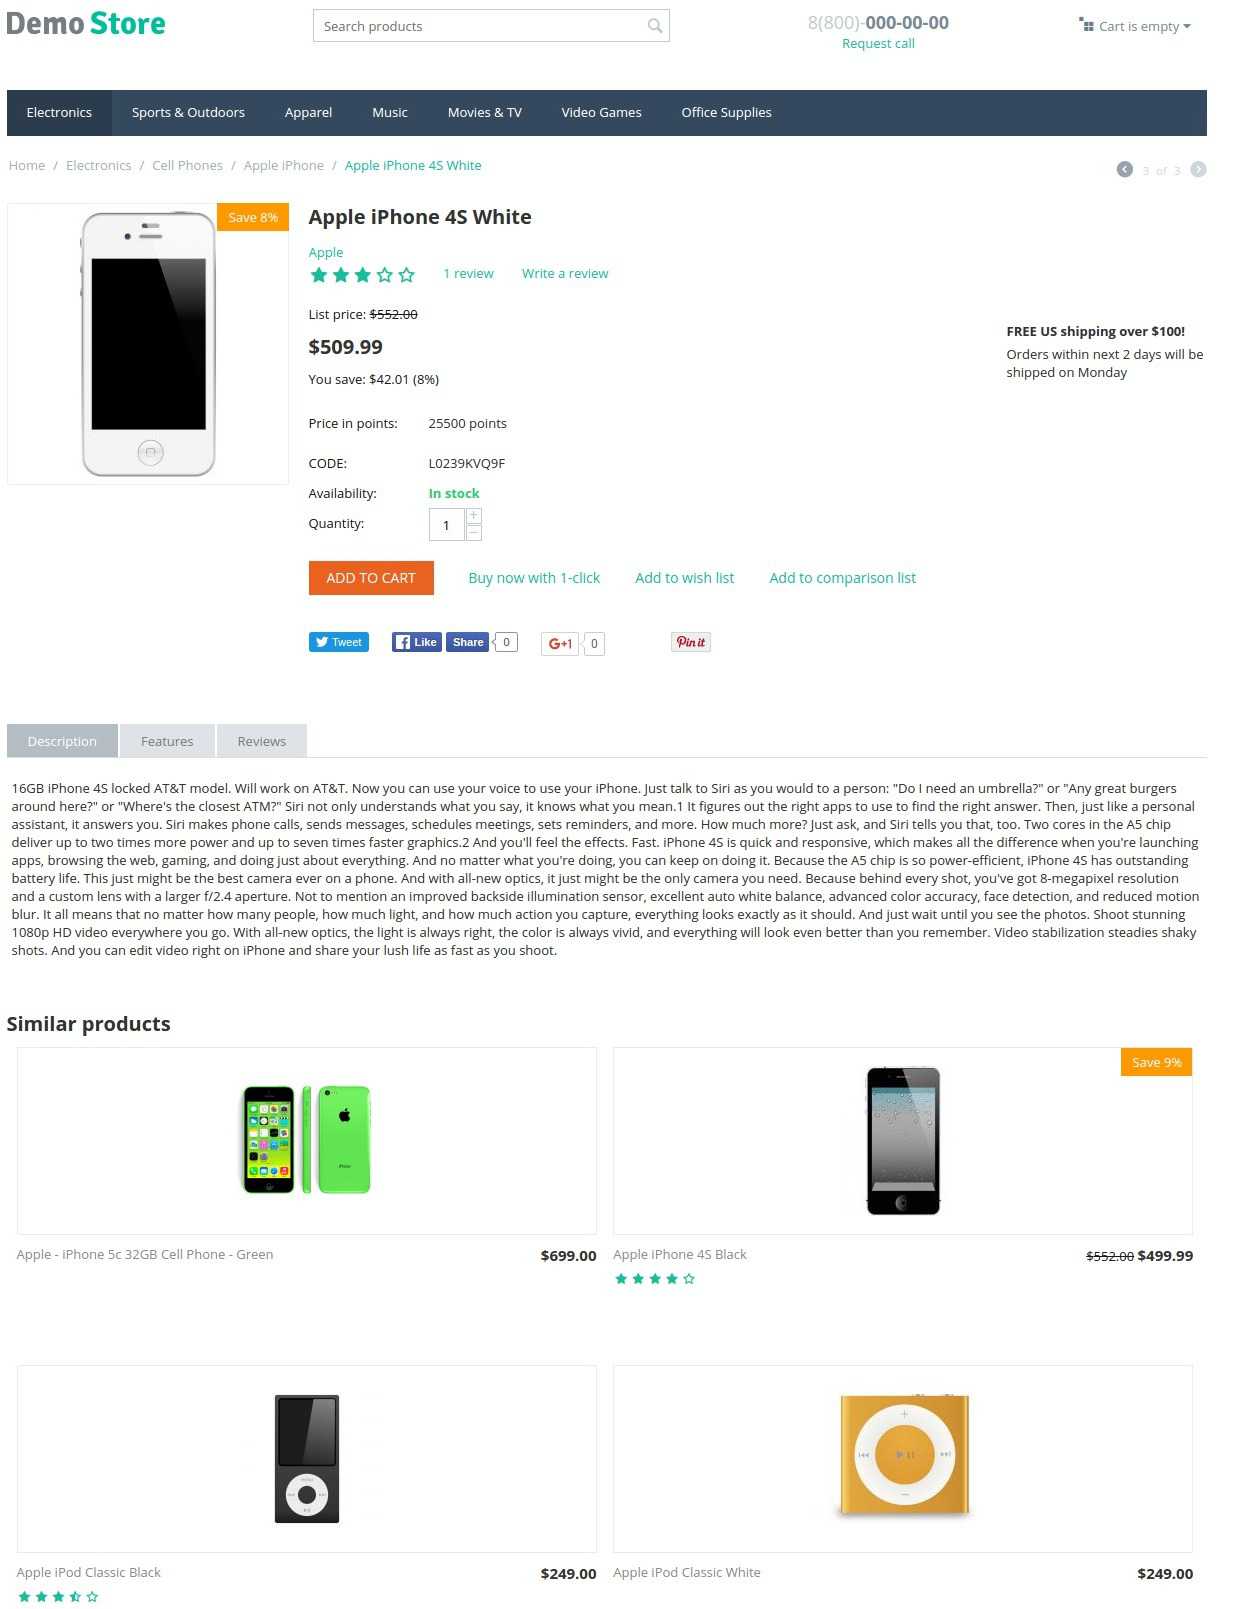 Demo Store
Search products
8(800)-000-00-00
Request call
Cart is empty
Electronics Sports & Outdoors Apparel Music Movies & TV Video Games Office Supplies
Home / Electronics / Cell Phones / Apple iPhone / Apple iPhone 4S White
3 of 3
Save 8%
Apple iPhone 4S White
Apple
1 review Write a review
List price: $552.00
$509.99
You save: $42.01 (8%)
FREE US shipping over $100!
Orders within next 2 days will be
shipped on Monday
Price in points: 25500 points
CODE: L0239KVQ9F
Availability: In stock
Quantity: 1 + −
ADD TO CART Buy now with 1-click Add to wish list Add to comparison list
Tweet Like Share 0 G+1 0 Pin it
Description Features Reviews
16GB iPhone 4S locked AT&T model. Will work on AT&T. Now you can use your voice to use your iPhone. Just talk to Siri as you would to a person: "Do I need an umbrella?" or "Any great burgers
around here?" or "Where's the closest ATM?" Siri not only understands what you say, it knows what you mean.1 It figures out the right apps to use to find the right answer. Then, just like a personal
assistant, it answers you. Siri makes phone calls, sends messages, schedules meetings, sets reminders, and more. How much more? Just ask, and Siri tells you that, too. Two cores in the A5 chip
deliver up to two times more power and up to seven times faster graphics.2 And you'll feel the effects. Fast. iPhone 4S is quick and responsive, which makes all the difference when you're launching
apps, browsing the web, gaming, and doing just about everything. And no matter what you're doing, you can keep on doing it. Because the A5 chip is so power-efficient, iPhone 4S has outstanding
battery life. This just might be the best camera ever on a phone. And with all-new optics, it just might be the only camera you need. Because behind every shot, you've got 8-megapixel resolution
and a custom lens with a larger f/2.4 aperture. Not to mention an improved backside illumination sensor, excellent auto white balance, advanced color accuracy, face detection, and reduced motion
blur. It all means that no matter how many people, how much light, and how much action you capture, everything looks exactly as it should. And just wait until you see the photos. Shoot stunning
1080p HD video everywhere you go. With all-new optics, the light is always right, the color is always vivid, and everything will look even better than you remember. Video stabilization steadies shaky
shots. And you can edit video right on iPhone and share your lush life as fast as you shoot.
Similar products
Save 9%
Apple - iPhone 5c 32GB Cell Phone - Green $699.00
Apple iPhone 4S Black $552.00 $499.99
Apple iPod Classic Black $249.00
Apple iPod Classic White $249.00